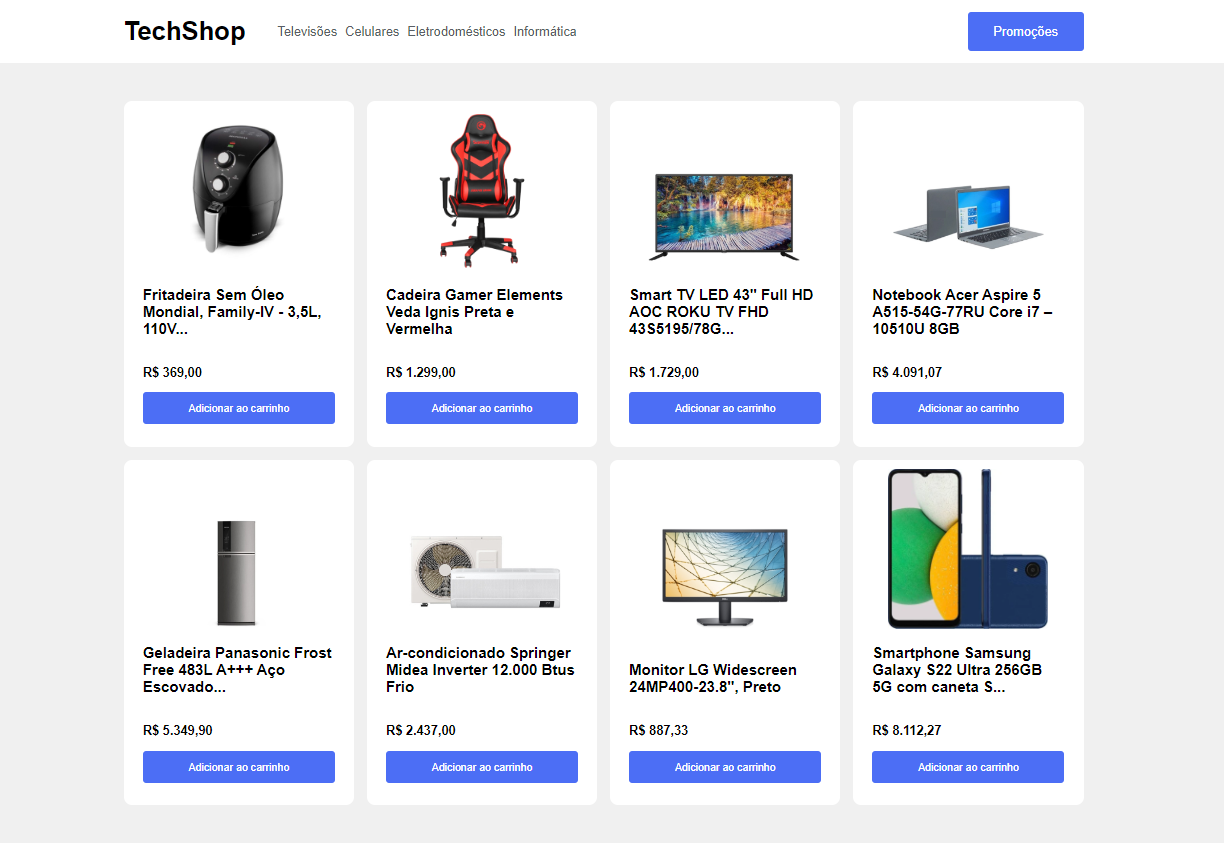 TechShop
Televisões Celulares Eletrodomésticos Informática
Promoções
Fritadeira Sem Óleo
Mondial, Family-IV - 3,5L,
110V...
R$ 369,00
Adicionar ao carrinho
Cadeira Gamer Elements
Veda Ignis Preta e
Vermelha
R$ 1.299,00
Adicionar ao carrinho
Smart TV LED 43" Full HD
AOC ROKU TV FHD
43S5195/78G...
R$ 1.729,00
Adicionar ao carrinho
Notebook Acer Aspire 5
A515-54G-77RU Core i7 –
10510U 8GB
R$ 4.091,07
Adicionar ao carrinho
Geladeira Panasonic Frost
Free 483L A+++ Aço
Escovado...
R$ 5.349,90
Adicionar ao carrinho
Ar-condicionado Springer
Midea Inverter 12.000 Btus
Frio
R$ 2.437,00
Adicionar ao carrinho
Monitor LG Widescreen
24MP400-23.8", Preto
R$ 887,33
Adicionar ao carrinho
Smartphone Samsung
Galaxy S22 Ultra 256GB
5G com caneta S...
R$ 8.112,27
Adicionar ao carrinho